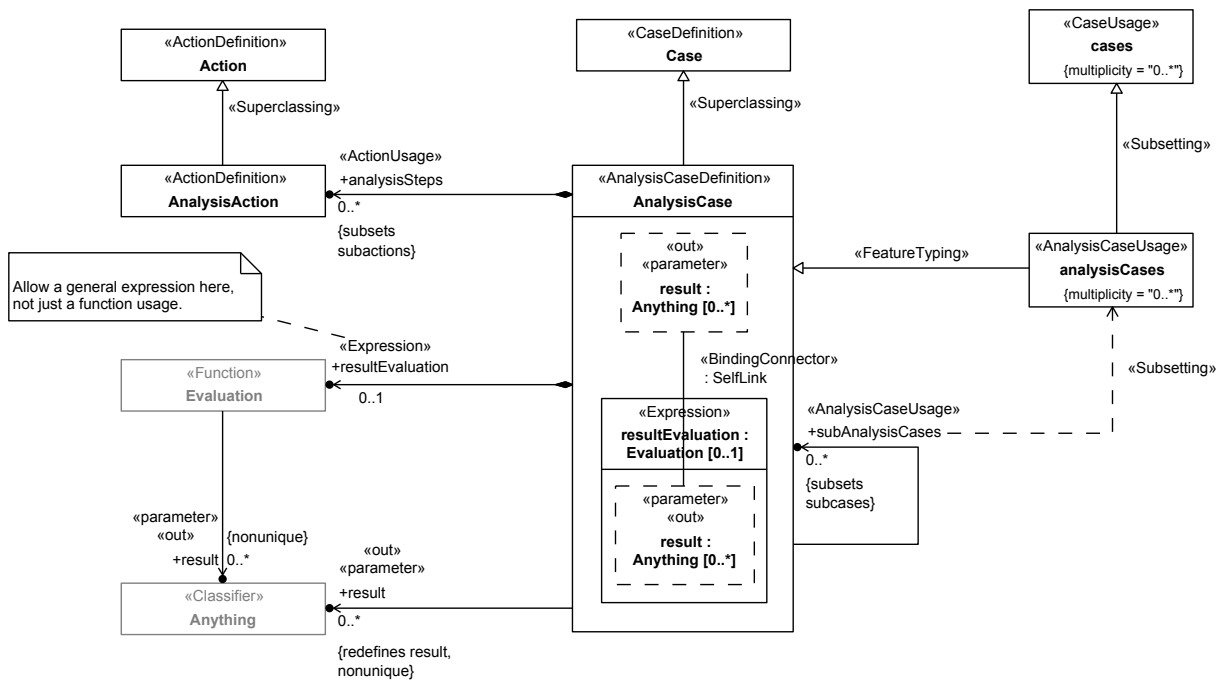 «ActionDefinition»
Action
«CaseDefinition»
Case
«CaseUsage»
cases
{multiplicity = "0..*"}
«Superclassing»
«Superclassing»
«Subsetting»
«ActionDefinition»
AnalysisAction
«ActionUsage»
+analysisSteps
0..*
{subsets
subactions}
«AnalysisCaseDefinition»
AnalysisCase
«out»
«parameter»
result :
Anything [0..*]
«FeatureTyping»
«AnalysisCaseUsage»
analysisCases
{multiplicity = "0..*"}
Allow a general expression here,
not just a function usage.
«Expression»
+resultEvaluation
0..1
«Function»
Evaluation
«BindingConnector»
: SelfLink
«Subsetting»
«Expression»
resultEvaluation :
Evaluation [0..1]
«AnalysisCaseUsage»
+subAnalysisCases
0..*
{subsets
subcases}
«parameter»
«out»
result :
Anything [0..*]
«parameter»
«out»
{nonunique}
+result
0..*
«Classifier»
Anything
«out»
«parameter»
+result
0..*
{redefines result,
nonunique}